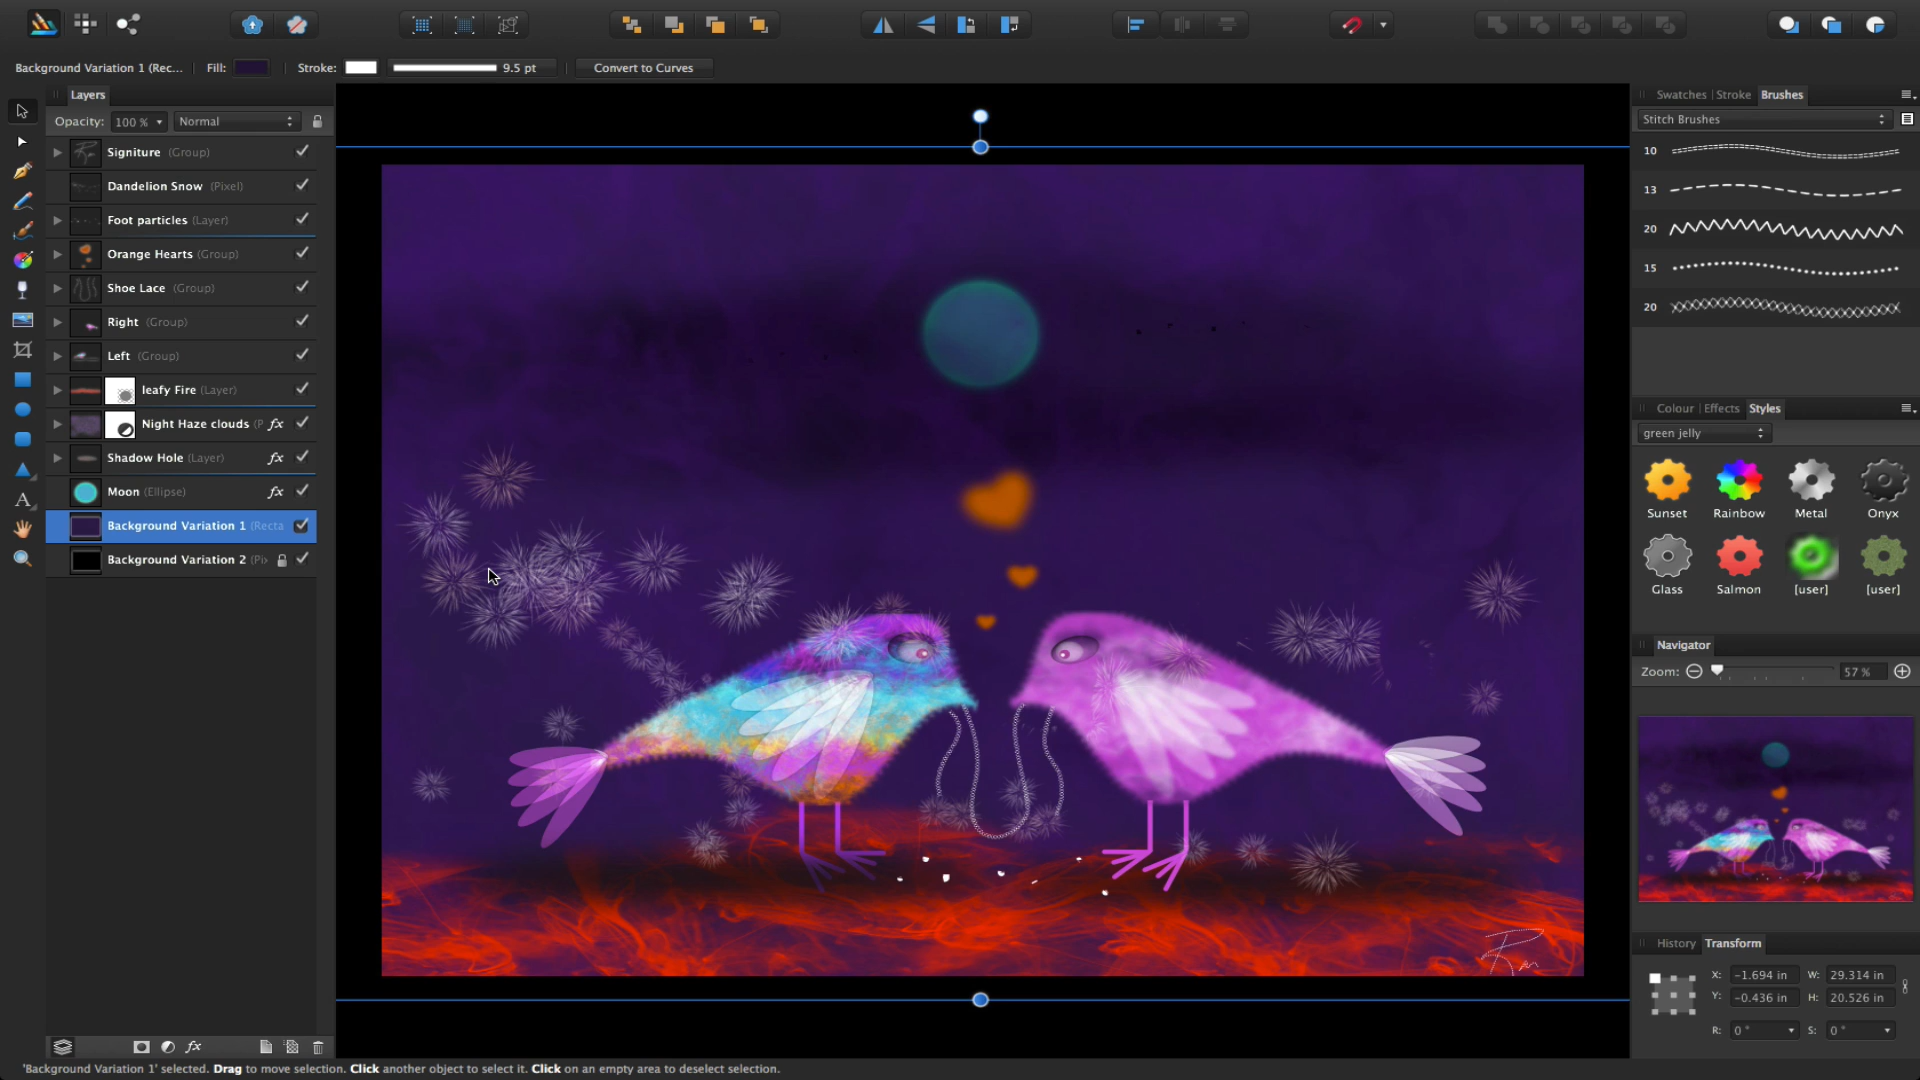 Background Variation 1 (Rec... Fill: Stroke: 9.5 pt Convert to Curves
Layers
Opacity: 100 % Normal
Signiture (Group)
Dandelion Snow (Pixel)
Foot particles (Layer)
Orange Hearts (Group)
Shoe Lace (Group)
Right (Group)
Left (Group)
leafy Fire (Layer)
Night Haze clouds (P fx
Shadow Hole (Layer) fx
Moon (Ellipse) fx
Background Variation 1 (Recta
Background Variation 2 (Pi
fx
'Background Variation 1' selected. Drag to move selection. Click another object to select it. Click on an empty area to deselect selection.
Swatches Stroke Brushes
Stitch Brushes
10
13
20
15
20
Colour Effects Styles
green jelly
Sunset Rainbow Metal Onyx
Glass Salmon [user] [user]
Navigator
Zoom: 57 %
History Transform
X: -1.694 in W: 29.314 in
Y: -0.436 in H: 20.526 in
R: 0 ° S: 0 °